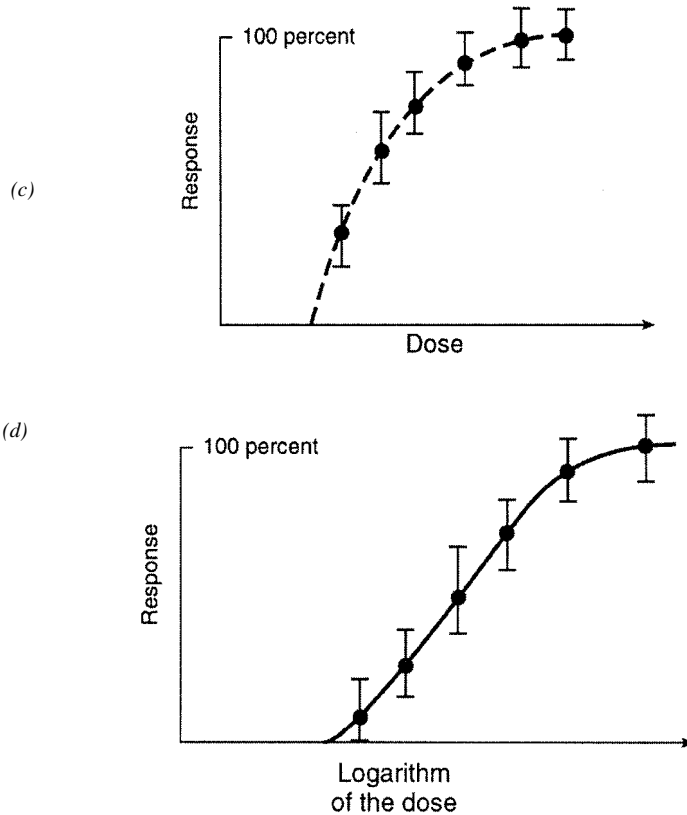 (c)
100 percent
Response
Dose
(d)
100 percent
Response
Logarithm
of the dose